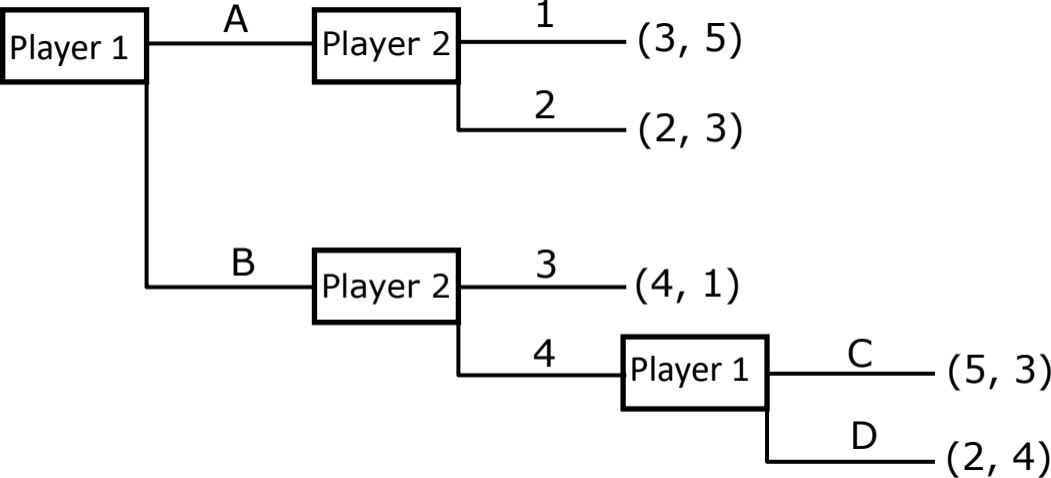 Player 1
A
Player 2
1
(3, 5)
2
(2, 3)
B
Player 2
3
(4, 1)
4
Player 1
C
(5, 3)
D
(2, 4)